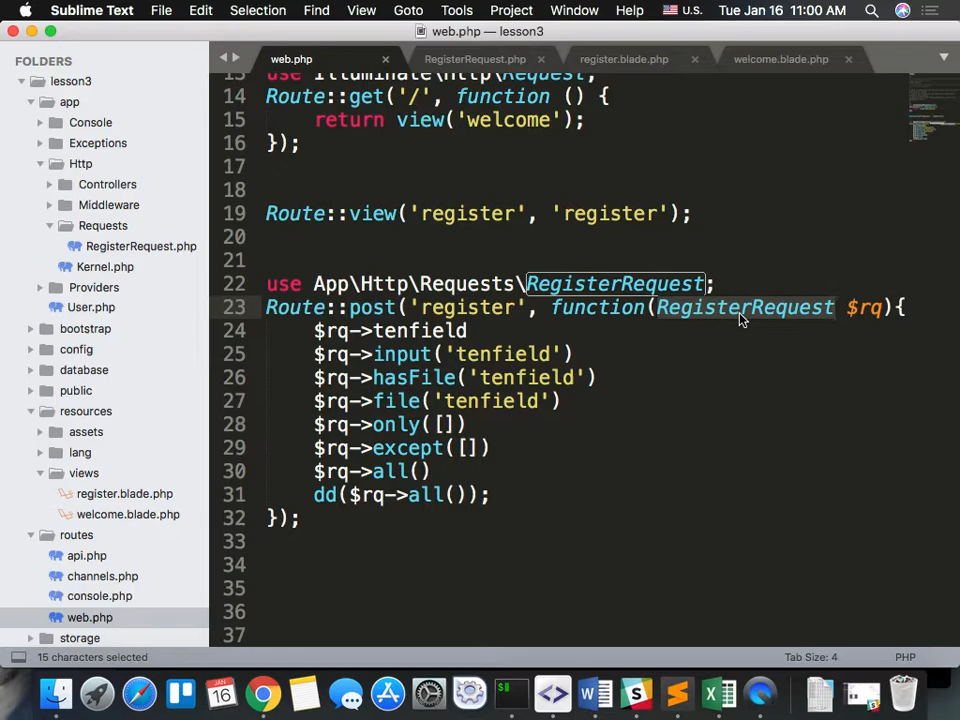 Sublime Text File Edit Selection Find View Goto Tools Project Window Help U.S. Tue Jan 16 11:00 AM
web.php — lesson3
FOLDERS
lesson3
app
Console
Exceptions
Http
Controllers
Middleware
Requests
RegisterRequest.php
Kernel.php
Providers
User.php
bootstrap
config
database
public
resources
assets
lang
views
register.blade.php
welcome.blade.php
routes
api.php
channels.php
console.php
web.php
storage
web.php RegisterRequest.php register.blade.php welcome.blade.php
13 use Illuminate\Http\Request;
14 Route::get('/', function () {
15 return view('welcome');
16 });
17
18
19 Route::view('register', 'register');
20
21
22 use App\Http\Requests\RegisterRequest;
23 Route::post('register', function(RegisterRequest $rq){
24 $rq->tenfield
25 $rq->input('tenfield')
26 $rq->hasFile('tenfield')
27 $rq->file('tenfield')
28 $rq->only([])
29 $rq->except([])
30 $rq->all()
31 dd($rq->all());
32 });
33
34
35
36
37
15 characters selected Tab Size: 4 PHP